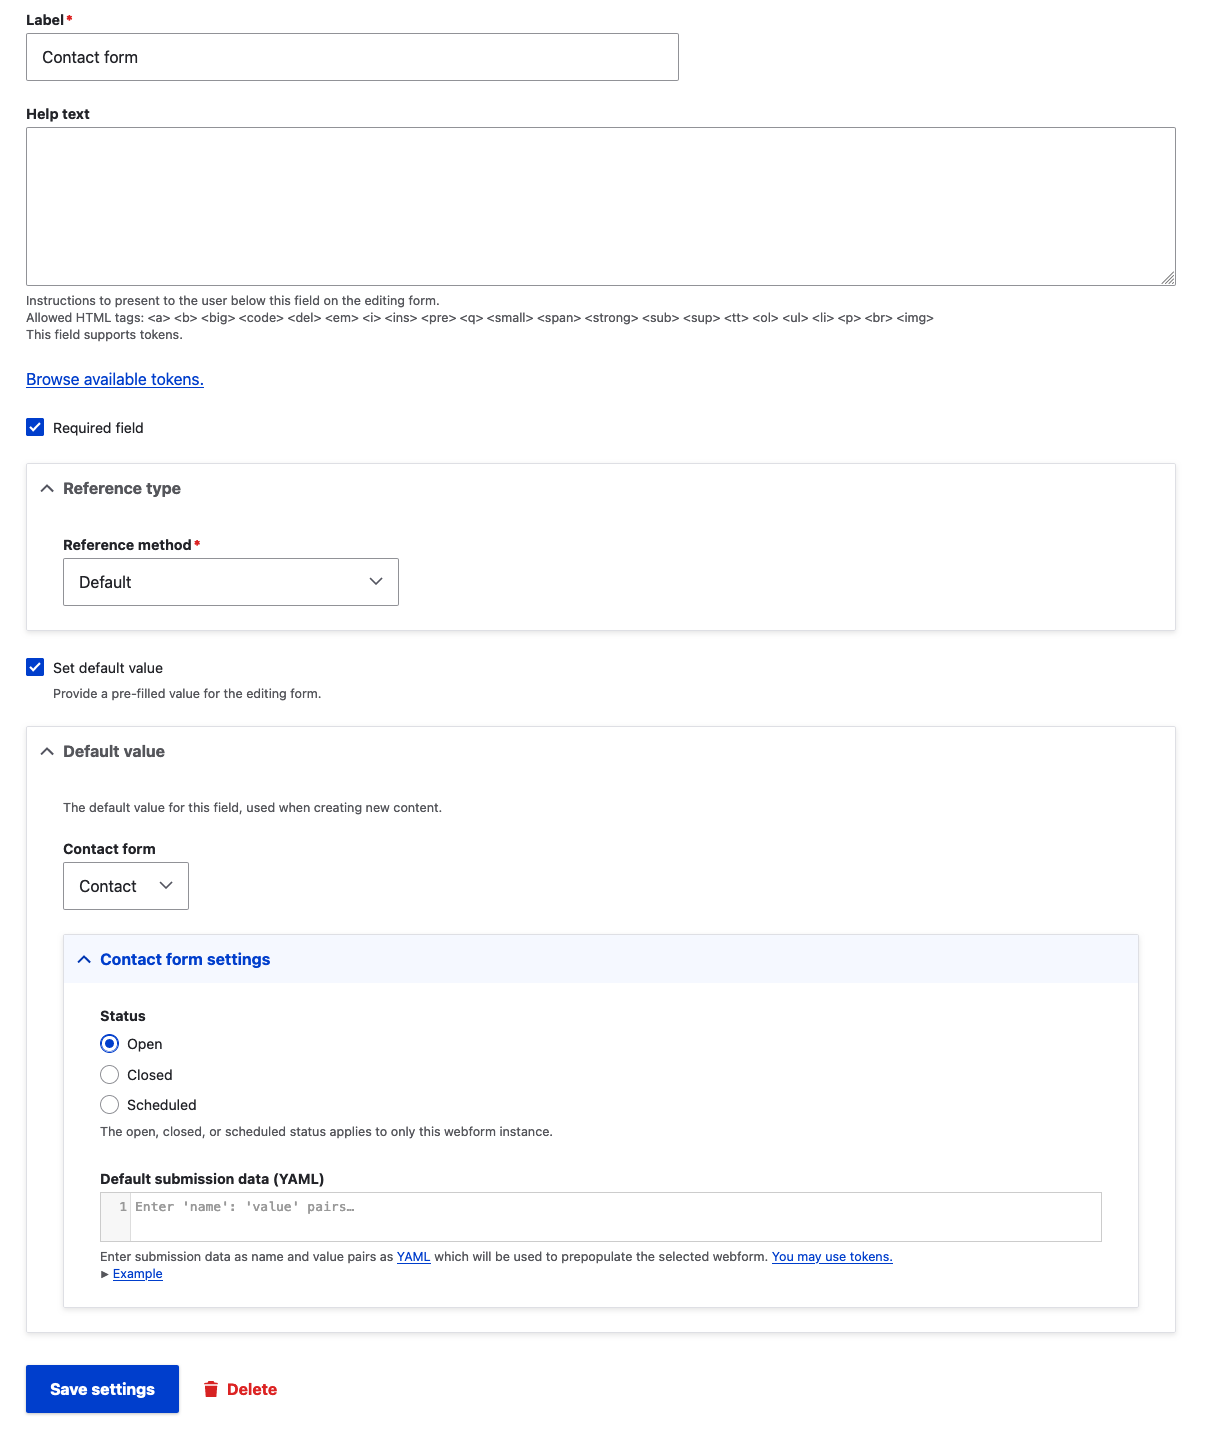 Label*
Contact form
Help text
Instructions to present to the user below this field on the editing form.
Allowed HTML tags: <a> <b> <big> <code> <del> <em> <i> <ins> <pre> <q> <small> <span> <strong> <sub> <sup> <tt> <ol> <ul> <li> <p> <br> <img>
This field supports tokens.
Browse available tokens.
Required field
Reference type
Reference method*
Default
Set default value
Provide a pre-filled value for the editing form.
Default value
The default value for this field, used when creating new content.
Contact form
Contact
Contact form settings
Status
Open
Closed
Scheduled
The open, closed, or scheduled status applies to only this webform instance.
Default submission data (YAML)
1 Enter 'name': 'value' pairs…
Enter submission data as name and value pairs as YAML which will be used to prepopulate the selected webform. You may use tokens.
► Example
Save settings
Delete